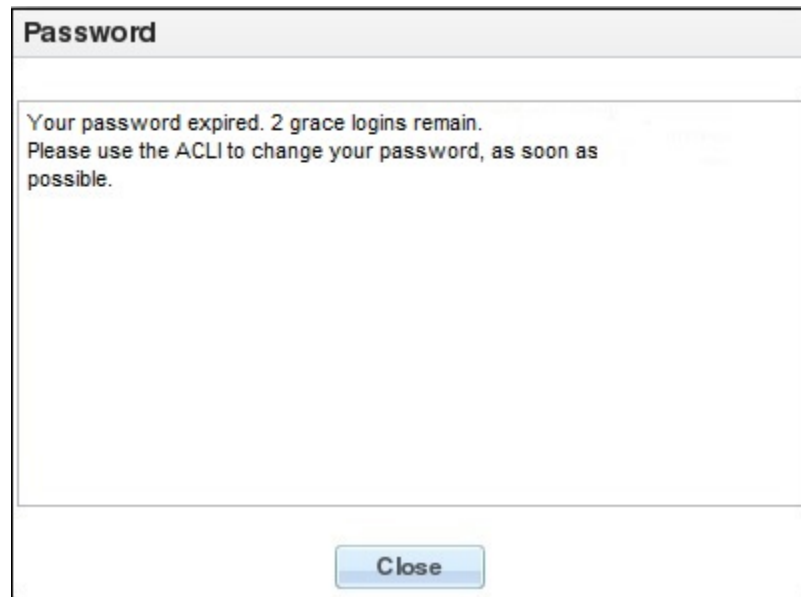 Password
Your password expired. 2 grace logins remain.
Please use the ACLI to change your password, as soon as
possible.
Close